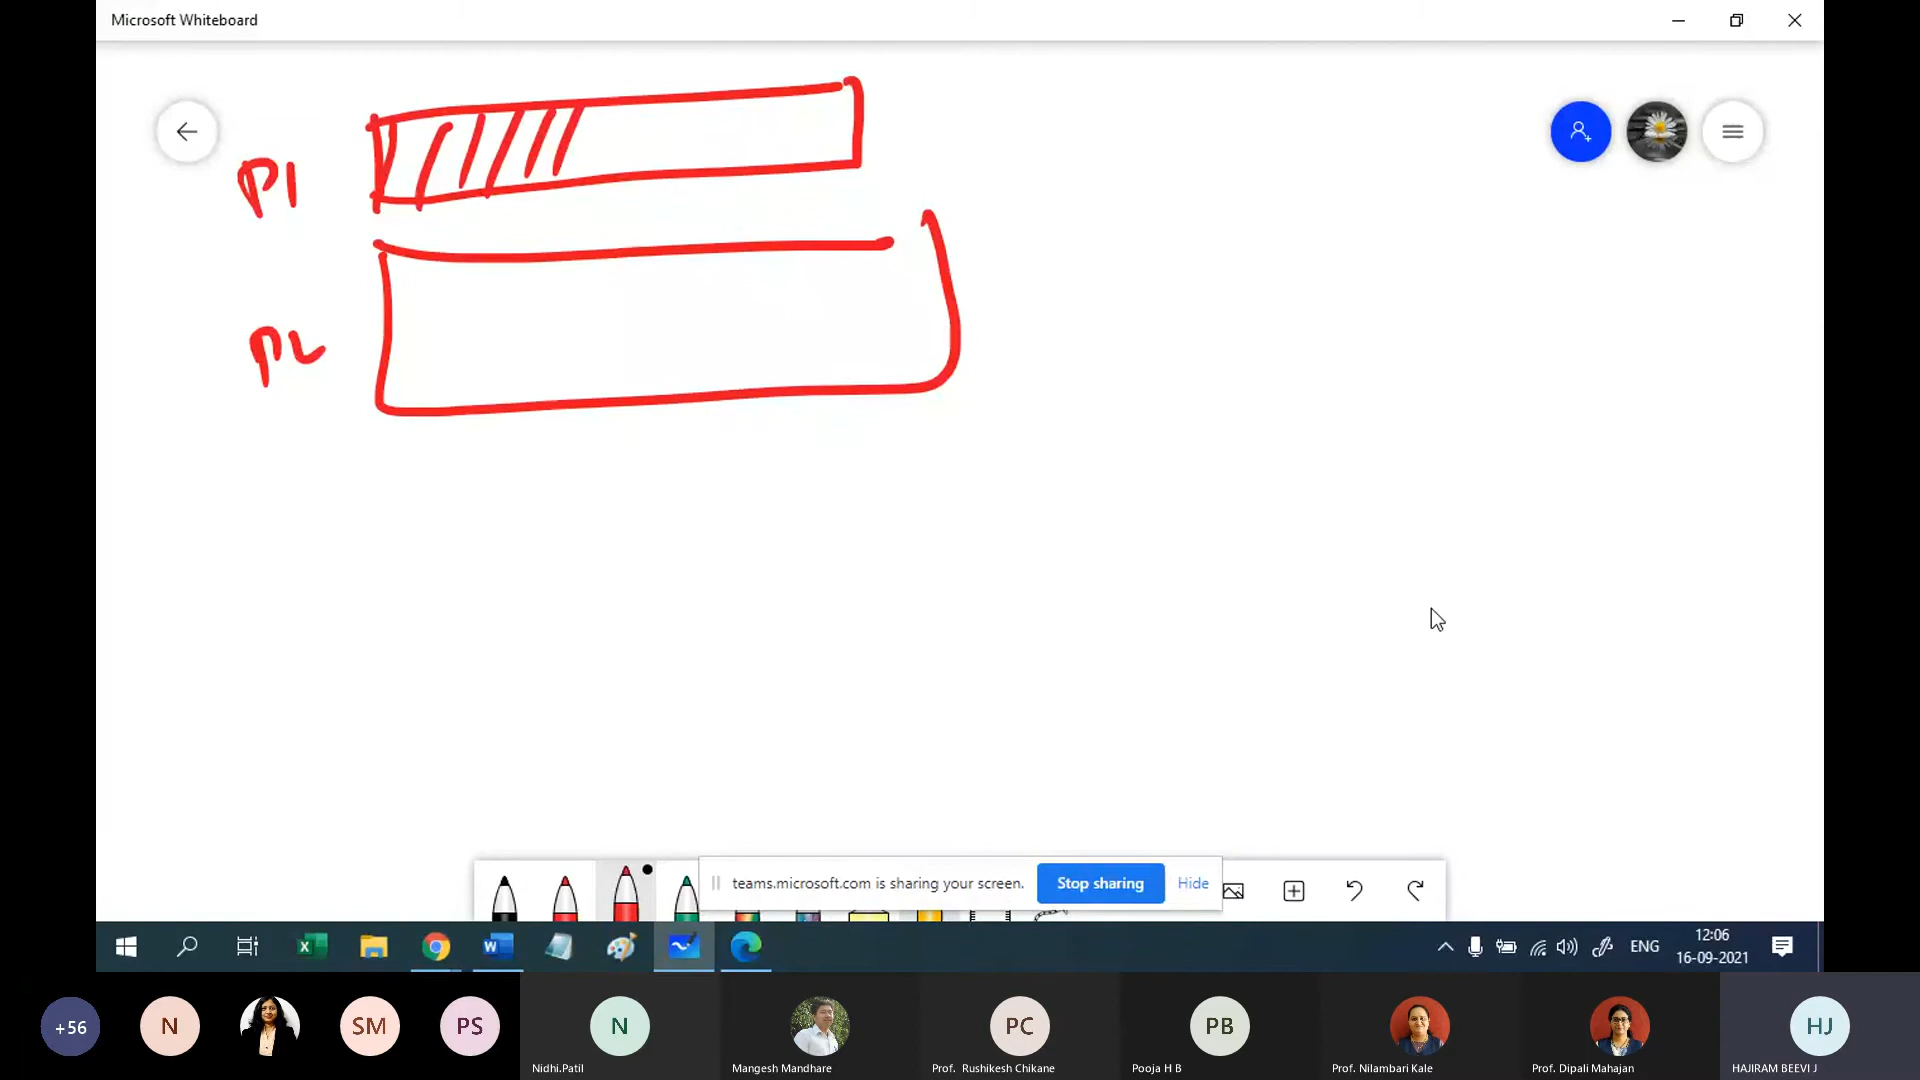 Microsoft Whiteboard
P1
P2
teams.microsoft.com is sharing your screen.
Stop sharing
Hide
ENG
12:06
16-09-2021
+56
N
SM
PS
N
PC
PB
HJ
Nidhi.Patil
Mangesh Mandhare
Prof. Rushikesh Chikane
Pooja H B
Prof. Nilambari Kale
Prof. Dipali Mahajan
HAJIRAM BEEVI J